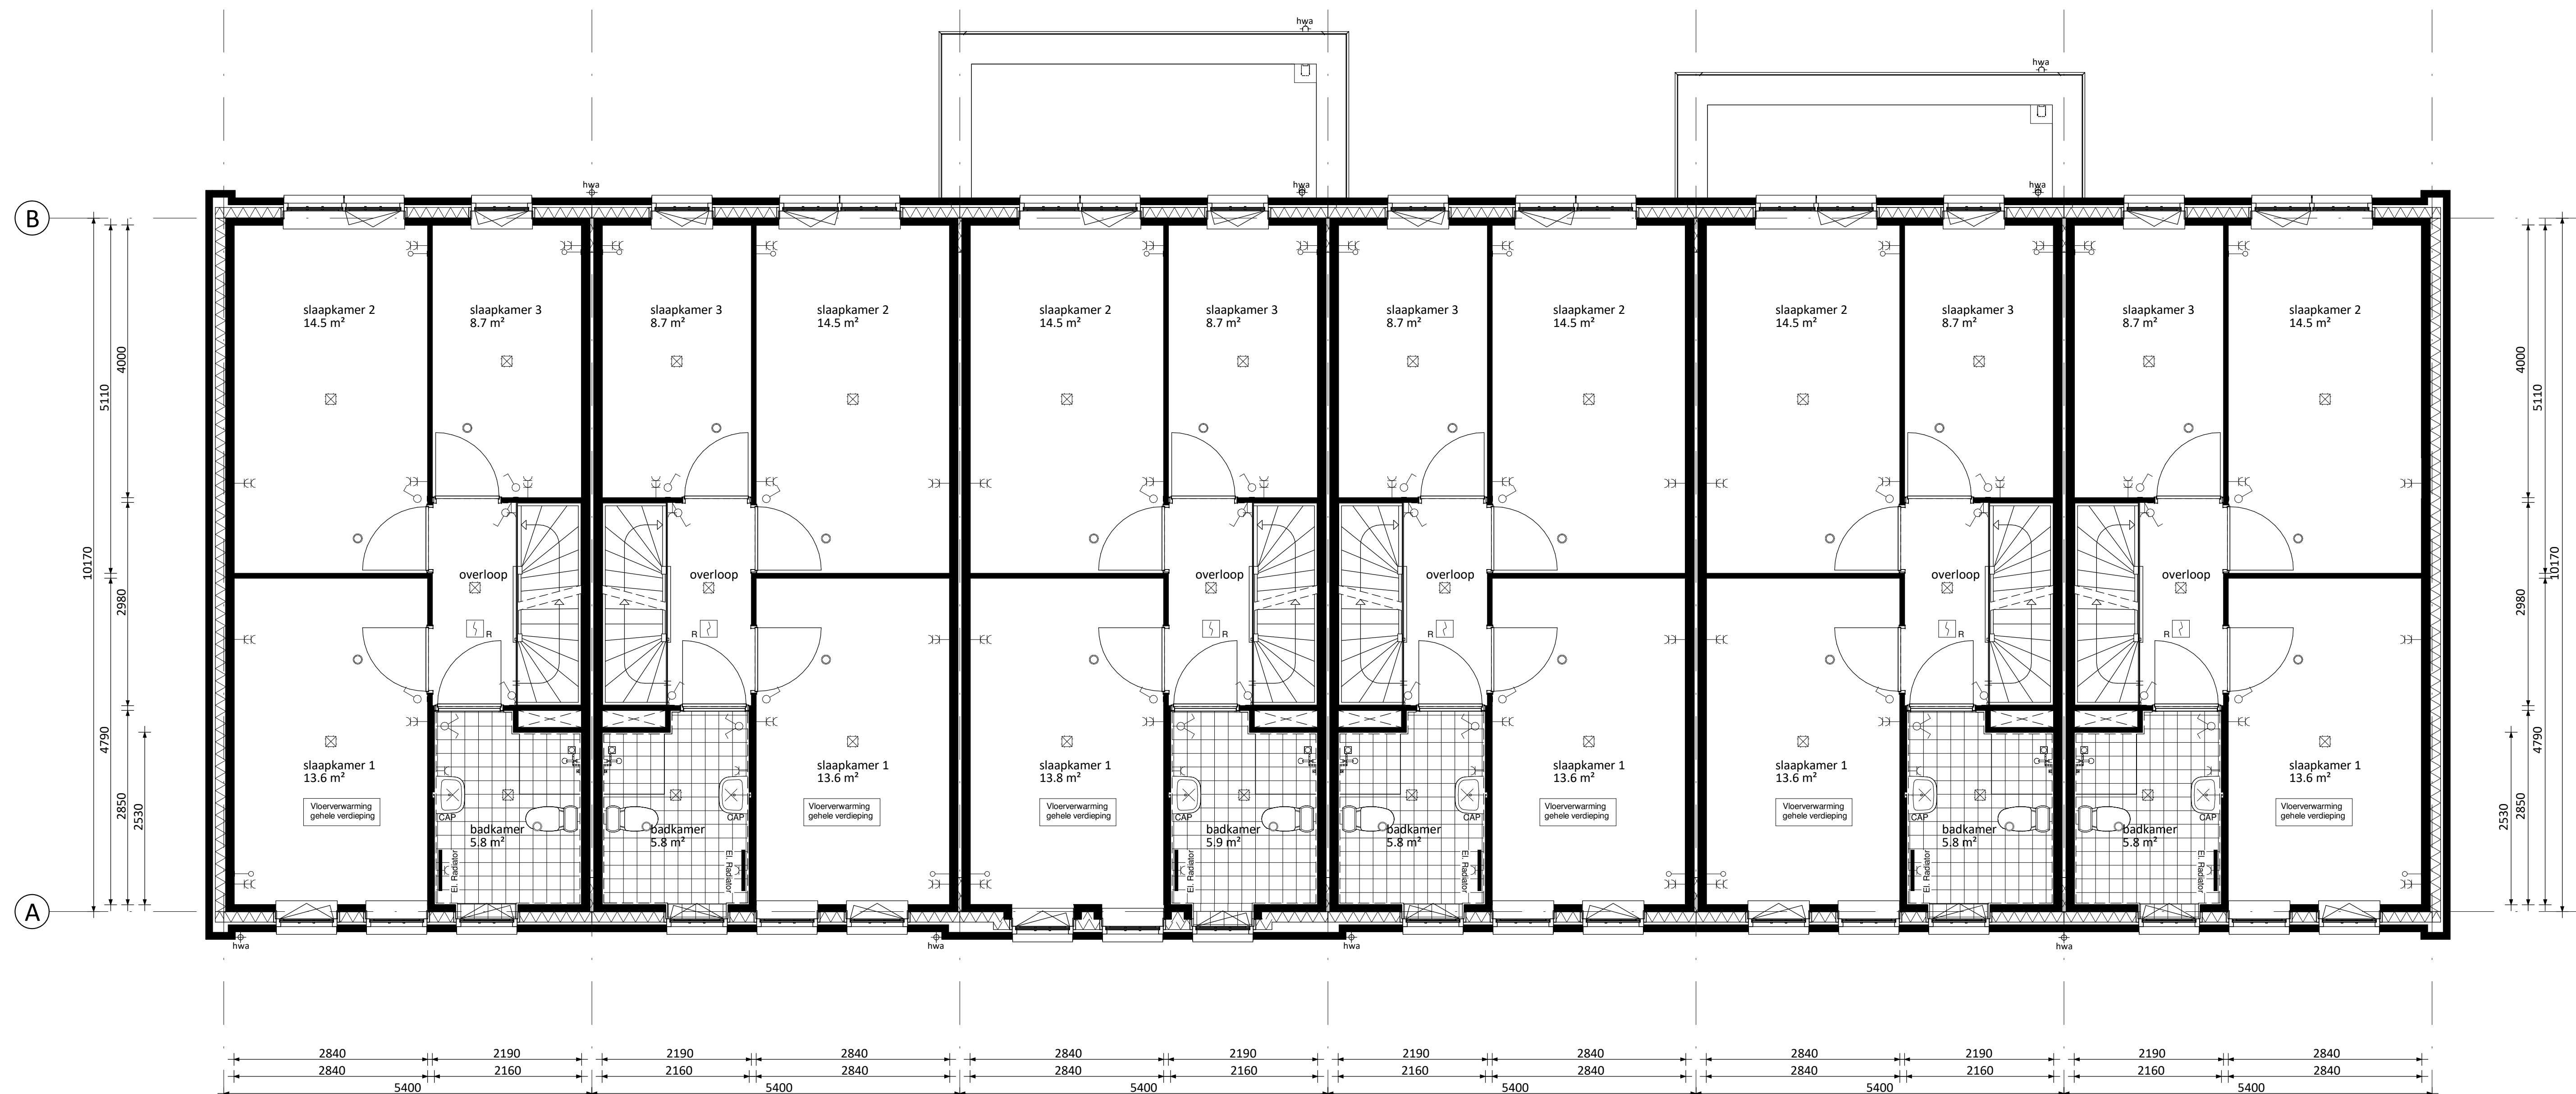 hwa
hwa
hwa
hwa
hwa
B
slaapkamer 2
14.5 m²
slaapkamer 3
8.7 m²
slaapkamer 3
8.7 m²
slaapkamer 2
14.5 m²
slaapkamer 2
14.5 m²
slaapkamer 3
8.7 m²
slaapkamer 3
8.7 m²
slaapkamer 2
14.5 m²
slaapkamer 2
14.5 m²
slaapkamer 3
8.7 m²
slaapkamer 3
8.7 m²
slaapkamer 2
14.5 m²
4000
5110
10170
2980
4790
2850
2530
4000
5110
10170
2980
4790
2850
2530
overloop
overloop
overloop
overloop
overloop
overloop
R
R
R
R
R
R
slaapkamer 1
13.6 m²
Vloerverwarming
gehele verdieping
CAP
badkamer
5.8 m²
El. Radiator
CAP
badkamer
5.8 m²
El. Radiator
slaapkamer 1
13.6 m²
Vloerverwarming
gehele verdieping
slaapkamer 1
13.8 m²
Vloerverwarming
gehele verdieping
CAP
badkamer
5.9 m²
El. Radiator
CAP
badkamer
5.8 m²
El. Radiator
slaapkamer 1
13.6 m²
Vloerverwarming
gehele verdieping
slaapkamer 1
13.6 m²
Vloerverwarming
gehele verdieping
CAP
badkamer
5.8 m²
El. Radiator
CAP
badkamer
5.8 m²
El. Radiator
slaapkamer 1
13.6 m²
Vloerverwarming
gehele verdieping
A
hwa
hwa
hwa
hwa
2840 2190 2190 2840 2840 2190 2190 2840 2840 2190 2190 2840
2840 2160 2160 2840 2840 2160 2160 2840 2840 2160 2160 2840
5400 5400 5400 5400 5400 5400